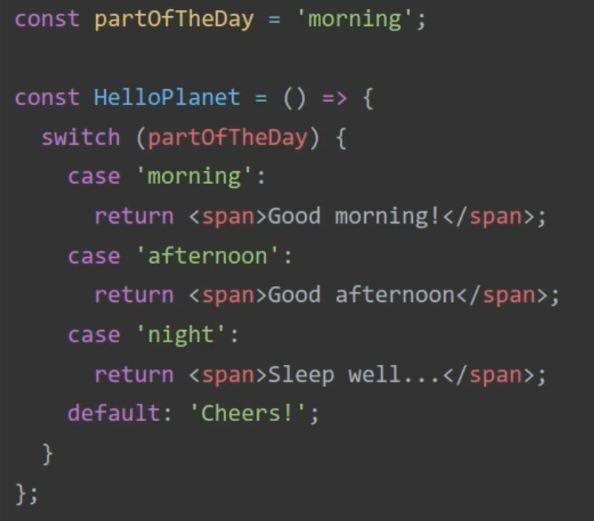 const partOfTheDay = 'morning';
const HelloPlanet = () => {
switch (partOfTheDay) {
case 'morning':
return <span>Good morning!</span>;
case 'afternoon':
return <span>Good afternoon</span>;
case 'night':
return <span>Sleep well...</span>;
default: 'Cheers!';
}
};